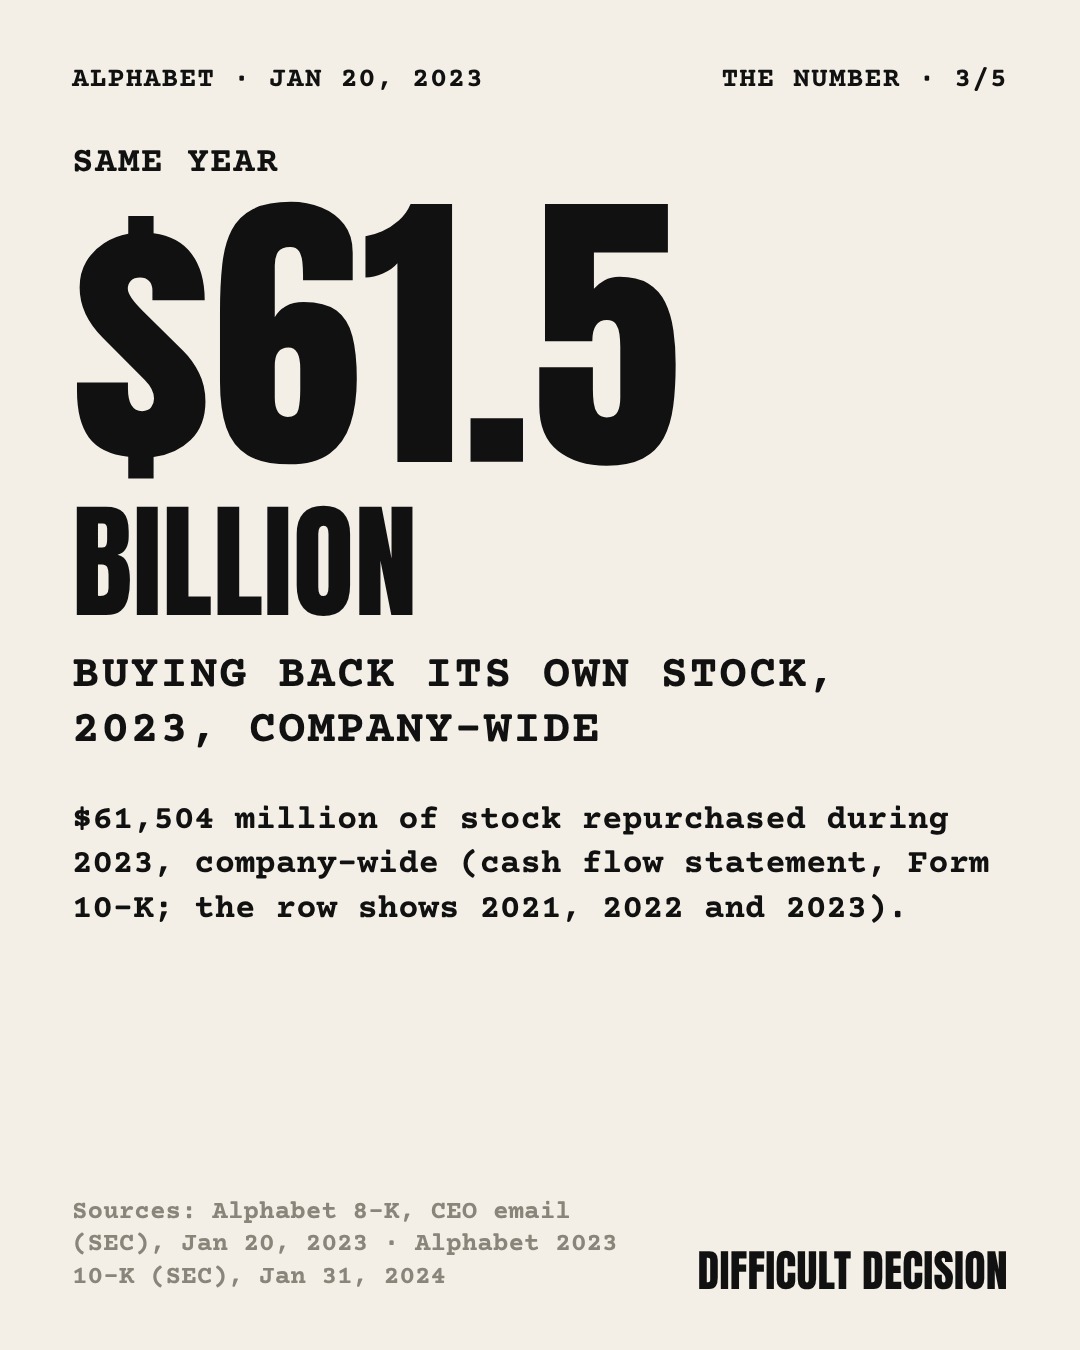 ALPHABET · JAN 20, 2023
THE NUMBER · 3/5
SAME YEAR
$61.5
BILLION
BUYING BACK ITS OWN STOCK,
2023, COMPANY-WIDE
$61,504 million of stock repurchased during
2023, company-wide (cash flow statement, Form
10-K; the row shows 2021, 2022 and 2023).
Sources: Alphabet 8-K, CEO email
(SEC), Jan 20, 2023 · Alphabet 2023
10-K (SEC), Jan 31, 2024
DIFFICULT DECISION